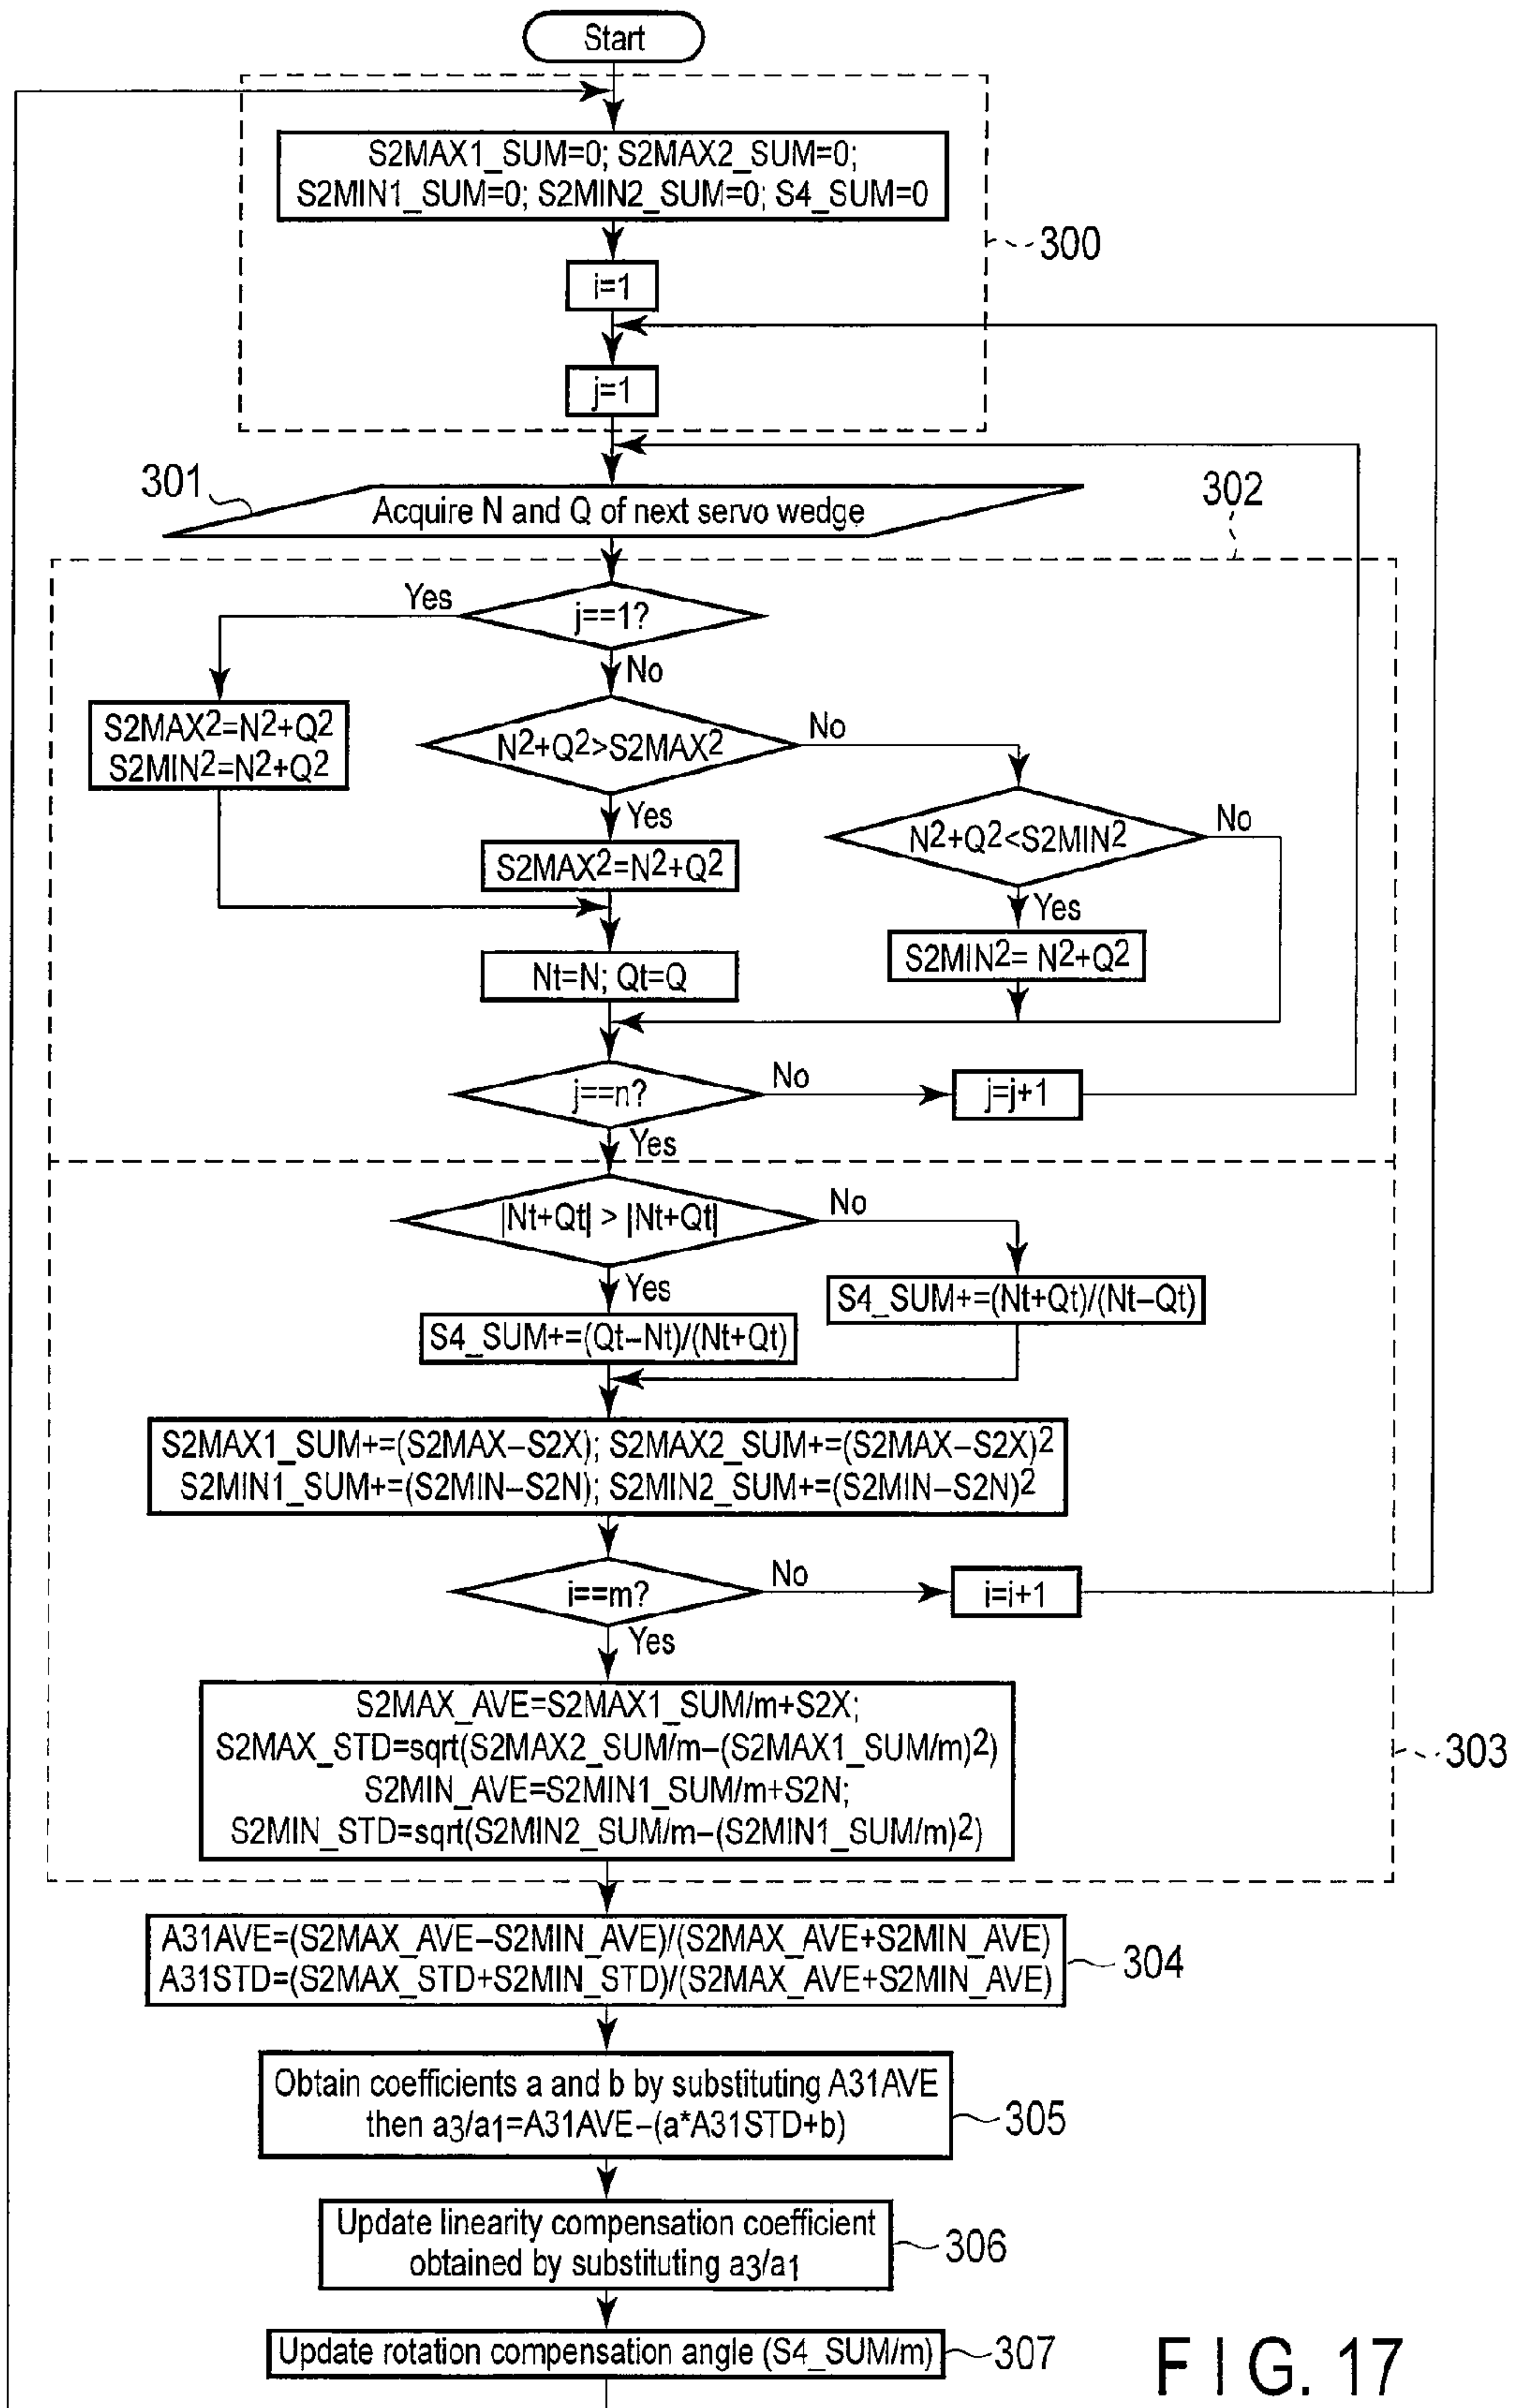 Start
S2MAX1_SUM=0; S2MAX2_SUM=0;
S2MIN1_SUM=0; S2MIN2_SUM=0; S4_SUM=0
300
i=1
j=1
301
Acquire N and Q of next servo wedge
302
j==1?
Yes
No
S2MAX²=N²+Q²
S2MIN²=N²+Q²
N²+Q²>S2MAX²
No
Yes
N²+Q²<S2MIN²
No
S2MAX²=N²+Q²
Yes
S2MIN²= N²+Q²
Nt=N; Qt=Q
j==n?
No
j=j+1
Yes
|Nt+Qt| > |Nt+Qt|
No
Yes
S4_SUM+=(Nt+Qt)/(Nt−Qt)
S4_SUM+=(Qt−Nt)/(Nt+Qt)
S2MAX1_SUM+=(S2MAX−S2X); S2MAX2_SUM+=(S2MAX−S2X)²
S2MIN1_SUM+=(S2MIN−S2N); S2MIN2_SUM+=(S2MIN−S2N)²
i==m?
No
i=i+1
Yes
S2MAX_AVE=S2MAX1_SUM/m+S2X;
S2MAX_STD=sqrt(S2MAX2_SUM/m−(S2MAX1_SUM/m)²)
S2MIN_AVE=S2MIN1_SUM/m+S2N;
S2MIN_STD=sqrt(S2MIN2_SUM/m−(S2MIN1_SUM/m)²)
303
A31AVE=(S2MAX_AVE−S2MIN_AVE)/(S2MAX_AVE+S2MIN_AVE)
A31STD=(S2MAX_STD+S2MIN_STD)/(S2MAX_AVE+S2MIN_AVE)
304
Obtain coefficients a and b by substituting A31AVE
then a₃/a₁=A31AVE−(a*A31STD+b)
305
Update linearity compensation coefficient
obtained by substituting a₃/a₁
306
Update rotation compensation angle (S4_SUM/m)
307
FIG. 17